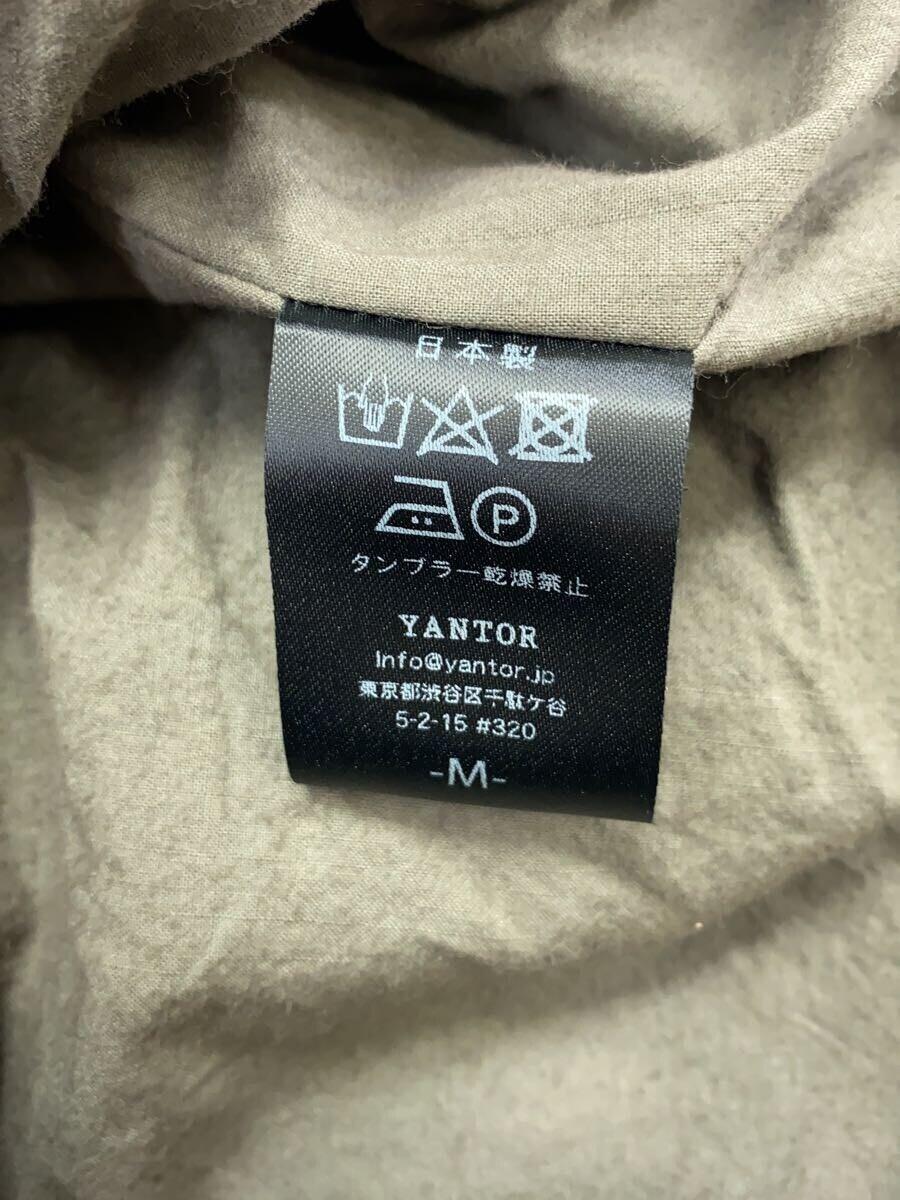 日本製
P
タンブラー乾燥禁止
YANTOR
Info@yantor.jp
東京都渋谷区千駄ケ谷
5-2-15 #320
-M-